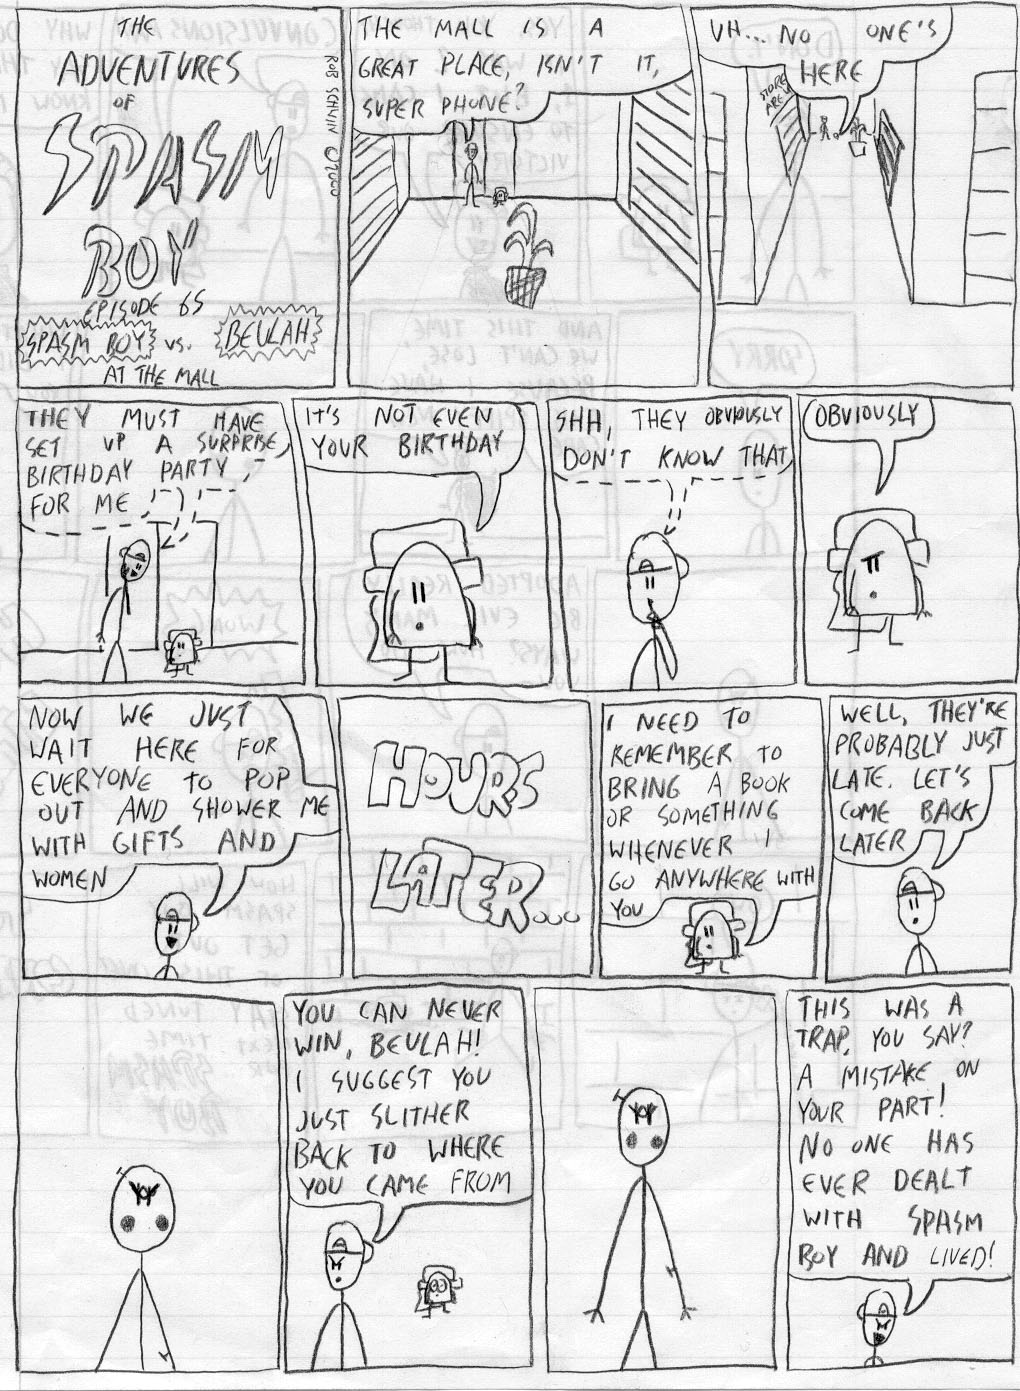 THE
ADVENTURES
OF
SPASM
BOY
EPISODE 65
SPASM BOY VS. BEULAH
AT THE MALL
ROB SCHVIN ©2000
THE MALL IS A
GREAT PLACE, ISN'T IT,
SUPER PHONE?
UH... NO ONE'S
HERE
STORES
ARE US
THEY MUST HAVE
SET UP A SURPRISE
BIRTHDAY PARTY
FOR ME
IT'S NOT EVEN
YOUR BIRTHDAY
SHH, THEY OBVIOUSLY
DON'T KNOW THAT
OBVIOUSLY
NOW WE JUST
WAIT HERE FOR
EVERYONE TO POP
OUT AND SHOWER ME
WITH GIFTS AND
WOMEN
HOURS
LATER...
I NEED TO
REMEMBER TO
BRING A BOOK
OR SOMETHING
WHENEVER I
GO ANYWHERE WITH
YOU
WELL, THEY'RE
PROBABLY JUST
LATE. LET'S
COME BACK
LATER
YOU CAN NEVER
WIN, BEULAH!
I SUGGEST YOU
JUST SLITHER
BACK TO WHERE
YOU CAME FROM
THIS WAS A
TRAP, YOU SAY?
A MISTAKE ON
YOUR PART!
NO ONE HAS
EVER DEALT
WITH SPASM
BOY AND LIVED!